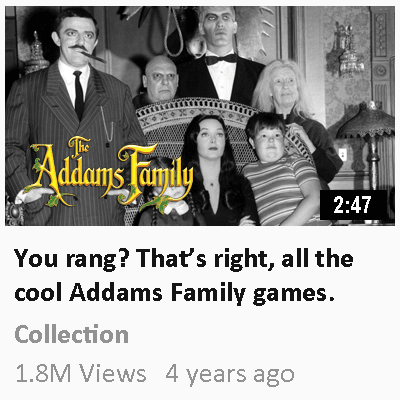 The
Addams Family
2:47
You rang? That's right, all the
cool Addams Family games.
Collection
1.8M Views 4 years ago